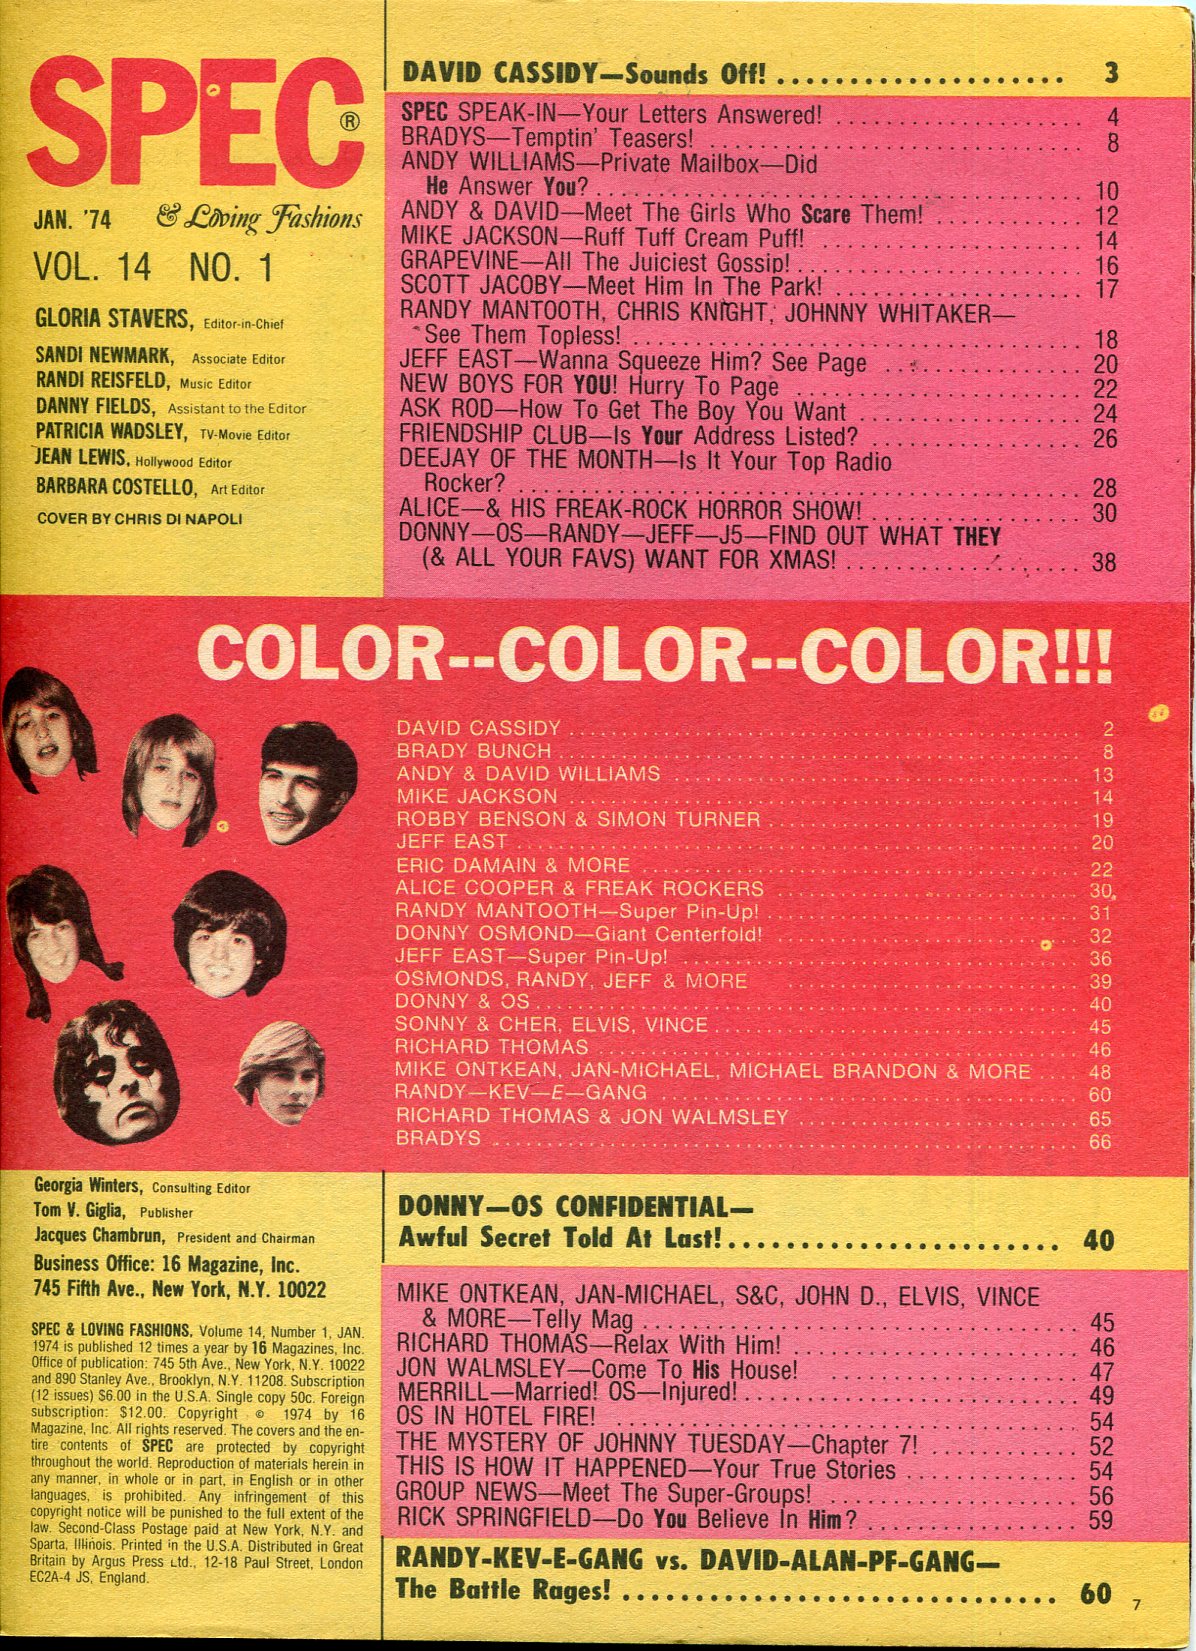 SPEC®
JAN. '74
& Loving Fashions
VOL. 14 NO. 1
GLORIA STAVERS, Editor-in-Chief
SANDI NEWMARK, Associate Editor
RANDI REISFELD, Music Editor
DANNY FIELDS, Assistant to the Editor
PATRICIA WADSLEY, TV-Movie Editor
JEAN LEWIS, Hollywood Editor
BARBARA COSTELLO, Art Editor
COVER BY CHRIS DI NAPOLI
DAVID CASSIDY—Sounds Off! .................... 3
SPEC SPEAK-IN—Your Letters Answered! .................... 4
BRADYS—Temptin' Teasers! .................... 8
ANDY WILLIAMS—Private Mailbox—Did
He Answer You? .................... 10
ANDY & DAVID—Meet The Girls Who Scare Them! .................... 12
MIKE JACKSON—Ruff Tuff Cream Puff! .................... 14
GRAPEVINE—All The Juiciest Gossip! .................... 16
SCOTT JACOBY—Meet Him In The Park! .................... 17
RANDY MANTOOTH, CHRIS KNIGHT, JOHNNY WHITAKER—
See Them Topless! .................... 18
JEFF EAST—Wanna Squeeze Him? See Page .................... 20
NEW BOYS FOR YOU! Hurry To Page .................... 22
ASK ROD—How To Get The Boy You Want .................... 24
FRIENDSHIP CLUB—Is Your Address Listed? .................... 26
DEEJAY OF THE MONTH—Is It Your Top Radio
Rocker? .................... 28
ALICE—& HIS FREAK-ROCK HORROR SHOW! .................... 30
DONNY—OS—RANDY—JEFF—J5—FIND OUT WHAT THEY
(& ALL YOUR FAVS) WANT FOR XMAS! .................... 38
COLOR--COLOR--COLOR!!!
DAVID CASSIDY .................... 2
BRADY BUNCH .................... 8
ANDY & DAVID WILLIAMS .................... 13
MIKE JACKSON .................... 14
ROBBY BENSON & SIMON TURNER .................... 19
JEFF EAST .................... 20
ERIC DAMAIN & MORE .................... 22
ALICE COOPER & FREAK ROCKERS .................... 30
RANDY MANTOOTH—Super Pin-Up! .................... 31
DONNY OSMOND—Giant Centerfold! .................... 32
JEFF EAST—Super Pin-Up! .................... 36
OSMONDS, RANDY, JEFF & MORE .................... 39
DONNY & OS .................... 40
SONNY & CHER, ELVIS, VINCE .................... 45
RICHARD THOMAS .................... 46
MIKE ONTKEAN, JAN-MICHAEL, MICHAEL BRANDON & MORE .... 48
RANDY—KEV—E—GANG .................... 60
RICHARD THOMAS & JON WALMSLEY .................... 65
BRADYS .................... 66
Georgia Winters, Consulting Editor
Tom V. Giglia, Publisher
Jacques Chambrun, President and Chairman
Business Office: 16 Magazine, Inc.
745 Fifth Ave., New York, N.Y. 10022
SPEC & LOVING FASHIONS, Volume 14, Number 1, JAN.
1974 is published 12 times a year by 16 Magazines, Inc.
Office of publication: 745 5th Ave., New York, N.Y. 10022
and 890 Stanley Ave., Brooklyn, N.Y. 11208. Subscription
(12 issues) $6.00 in the U.S.A. Single copy 50c. Foreign
subscription: $12.00. Copyright © 1974 by 16
Magazine, Inc. All rights reserved. The covers and the en-
tire contents of SPEC are protected by copyright
throughout the world. Reproduction of materials herein in
any manner, in whole or in part, in English or in other
languages, is prohibited. Any infringement of this
copyright notice will be punished to the full extent of the
law. Second-Class Postage paid at New York, N.Y. and
Sparta, Illinois. Printed in the U.S.A. Distributed in Great
Britain by Argus Press Ltd., 12-18 Paul Street, London
EC2A-4 JS, England.
DONNY—OS CONFIDENTIAL—
Awful Secret Told At Last! .................... 40
MIKE ONTKEAN, JAN-MICHAEL, S&C, JOHN D., ELVIS, VINCE
& MORE—Telly Mag .................... 45
RICHARD THOMAS—Relax With Him! .................... 46
JON WALMSLEY—Come To His House! .................... 47
MERRILL—Married! OS—Injured! .................... 49
OS IN HOTEL FIRE! .................... 54
THE MYSTERY OF JOHNNY TUESDAY—Chapter 7! .................... 52
THIS IS HOW IT HAPPENED—Your True Stories .................... 54
GROUP NEWS—Meet The Super-Groups! .................... 56
RICK SPRINGFIELD—Do You Believe In Him? .................... 59
RANDY-KEV-E-GANG vs. DAVID-ALAN-PF-GANG—
The Battle Rages! .................... 60
7